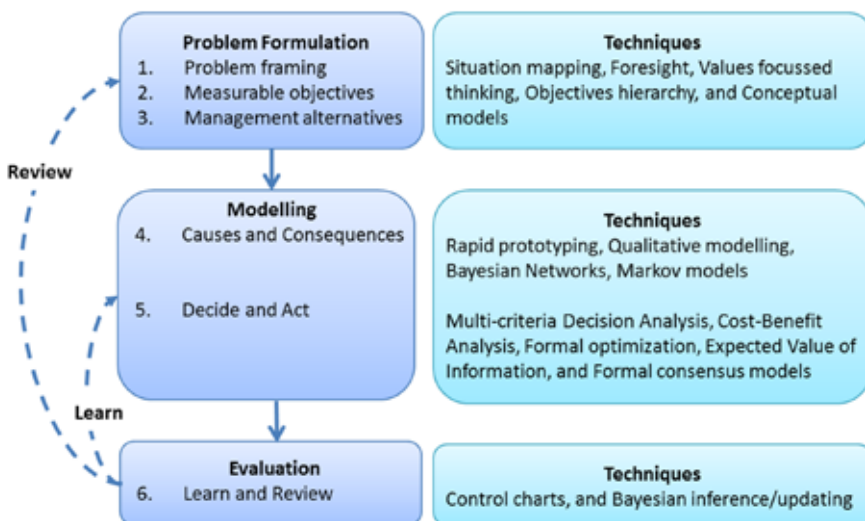 Problem Formulation
1. Problem framing
2. Measurable objectives
3. Management alternatives
Techniques
Situation mapping, Foresight, Values focussed
thinking, Objectives hierarchy, and Conceptual
models
Review
Modelling
4. Causes and Consequences
5. Decide and Act
Techniques
Rapid prototyping, Qualitative modelling,
Bayesian Networks, Markov models
Multi-criteria Decision Analysis, Cost-Benefit
Analysis, Formal optimization, Expected Value of
Information, and Formal consensus models
Learn
Evaluation
6. Learn and Review
Techniques
Control charts, and Bayesian inference/updating